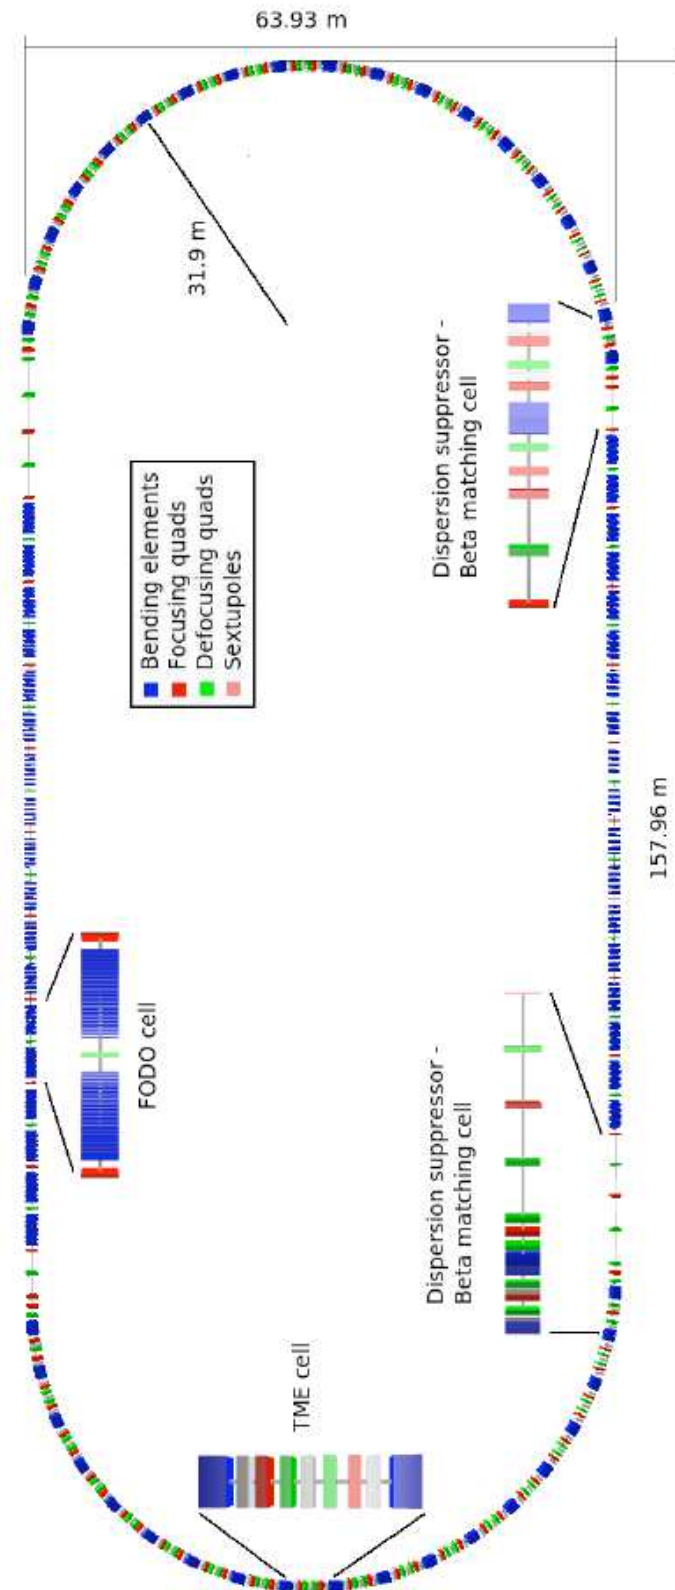 63.93 m
31.9 m
Dispersion suppressor -
Beta matching cell
Bending elements
Focusing quads
Defocusing quads
Sextupoles
157.96 m
FODO cell
Dispersion suppressor -
Beta matching cell
TME cell